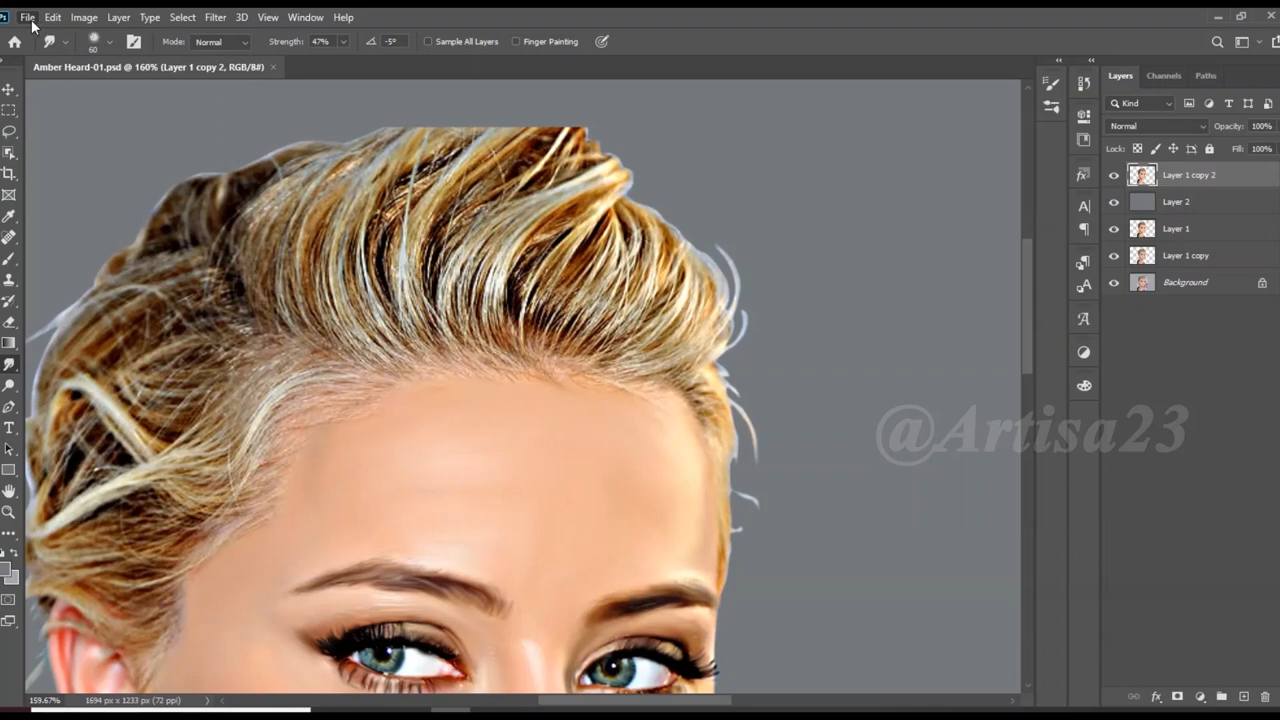 Ps File Edit Image Layer Type Select Filter 3D View Window Help
60 Mode: Normal Strength: 47% -5° Sample All Layers Finger Painting
Amber Heard-01.psd @ 160% (Layer 1 copy 2, RGB/8#) ×
Layers Channels Paths
Kind
Normal Opacity: 100%
Lock: Fill: 100%
Layer 1 copy 2
Layer 2
Layer 1
Layer 1 copy
Background
@Artisa23
159.67% 1694 px x 1233 px (72 ppi)